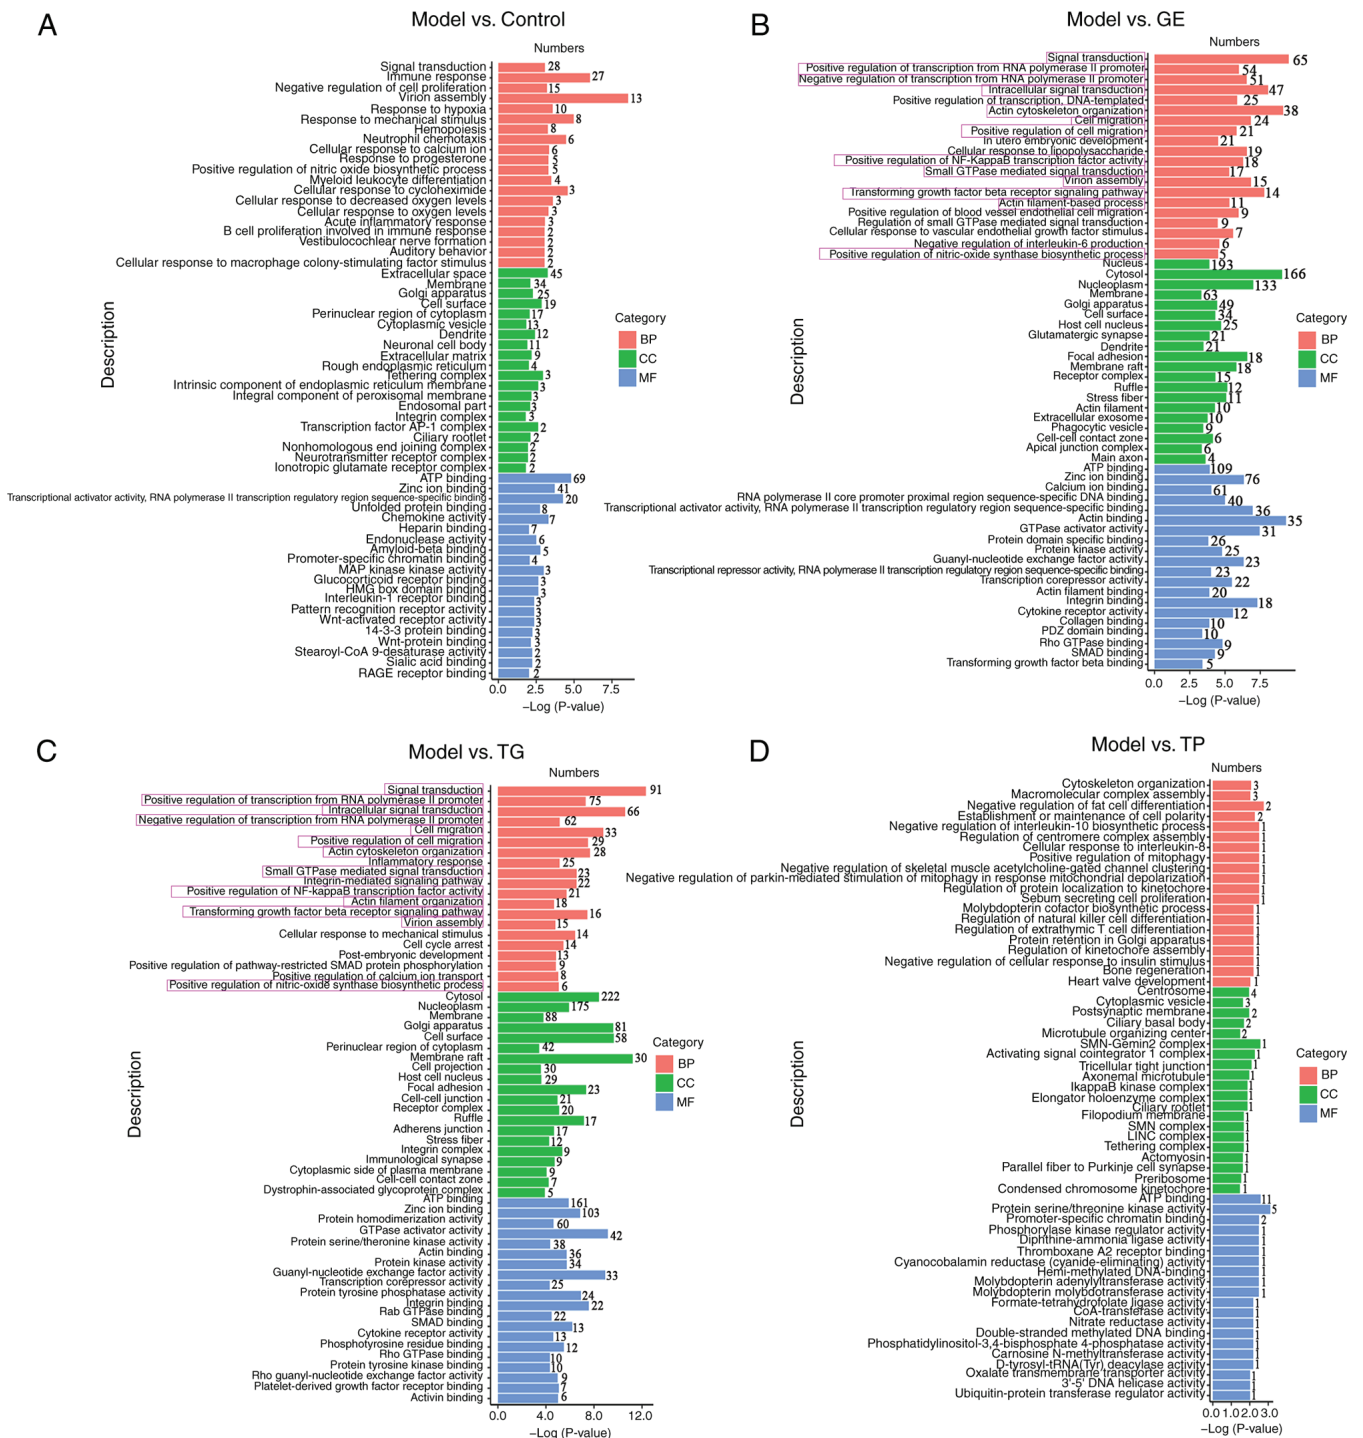 A
Model vs. Control
Numbers
Signal transduction 28
Immune response 27
Negative regulation of cell proliferation 15
Virion assembly 13
Response to hypoxia 10
Response to mechanical stimulus 8
Hemopoiesis 8
Neutrophil chemotaxis 6
Cellular response to calcium ion 6
Response to progesterone 5
Positive regulation of nitric oxide biosynthetic process 5
Myeloid leukocyte differentiation 4
Cellular response to cycloheximide 3
Cellular response to decreased oxygen levels 3
Cellular response to oxygen levels 3
Acute inflammatory response 3
B cell proliferation involved in immune response 2
Vestibulocochlear nerve formation 2
Auditory behavior 2
Cellular response to macrophage colony-stimulating factor stimulus 2
Extracellular space 45
Membrane 34
Golgi apparatus 25
Cell surface 19
Perinuclear region of cytoplasm 17
Cytoplasmic vesicle 13
Dendrite 12
Neuronal cell body 11
Extracellular matrix 9
Rough endoplasmic reticulum 4
Tethering complex 3
Intrinsic component of endoplasmic reticulum membrane 3
Integral component of peroxisomal membrane 3
Endosomal part 3
Integrin complex 3
Transcription factor AP-1 complex 2
Ciliary rootlet 2
Nonhomologous end joining complex 2
Neurotransmitter receptor complex 2
Ionotropic glutamate receptor complex 2
ATP binding 69
Zinc ion binding 41
Transcriptional activator activity, RNA polymerase II transcription regulatory region sequence-specific binding 20
Unfolded protein binding 8
Chemokine activity 7
Heparin binding 7
Endonuclease activity 6
Amyloid-beta binding 5
Promoter-specific chromatin binding 4
MAP kinase kinase activity 3
Glucocorticoid receptor binding 3
HMG box domain binding 3
Interleukin-1 receptor binding 3
Pattern recognition receptor activity 3
Wnt-activated receptor activity 3
14-3-3 protein binding 3
Wnt-protein binding 3
Stearoyl-CoA 9-desaturase activity 2
Sialic acid binding 2
RAGE receptor binding 2
0.0 2.5 5.0 7.5
−Log (P-value)
Description
Category
BP
CC
MF
B
Model vs. GE
Numbers
Signal transduction 65
Positive regulation of transcription from RNA polymerase II promoter 54
Negative regulation of transcription from RNA polymerase II promoter 51
Intracellular signal transduction 47
Positive regulation of transcription, DNA-templated 25
Actin cytoskeleton organization 38
Cell migration 24
Positive regulation of cell migration 21
In utero embryonic development 21
Cellular response to lipopolysaccharide 19
Positive regulation of NF-KappaB transcription factor activity 18
Small GTPase mediated signal transduction 17
Virion assembly 15
Transforming growth factor beta receptor signaling pathway 14
Actin filament-based process 11
Positive regulation of blood vessel endothelial cell migration 9
Regulation of small GTPase mediated signal transduction 9
Cellular response to vascular endothelial growth factor stimulus 7
Negative regulation of interleukin-6 production 6
Positive regulation of nitric-oxide synthase biosynthetic process 5
Nucleus 193
Cytosol 166
Nucleoplasm 133
Membrane 63
Golgi apparatus 49
Cell surface 34
Host cell nucleus 25
Glutamatergic synapse 21
Dendrite 21
Focal adhesion 18
Membrane raft 18
Receptor complex 15
Ruffle 12
Stress fiber 11
Actin filament 10
Extracellular exosome 10
Phagocytic vesicle 9
Cell-cell contact zone 6
Apical junction complex 6
Main axon 4
ATP binding 109
Zinc ion binding 76
Calcium ion binding 61
RNA polymerase II core promoter proximal region sequence-specific DNA binding 40
Transcriptional activator activity, RNA polymerase II transcription regulatory region sequence-specific binding 36
Actin binding 35
GTPase activator activity 31
Protein domain specific binding 26
Protein kinase activity 25
Guanyl-nucleotide exchange factor activity 23
Transcriptional repressor activity, RNA polymerase II transcription regulatory region sequence-specific binding 23
Transcription corepressor activity 22
Actin filament binding 20
Integrin binding 18
Cytokine receptor activity 12
Collagen binding 10
PDZ domain binding 10
Rho GTPase binding 9
SMAD binding 9
Transforming growth factor beta binding 5
0.0 2.5 5.0 7.5
−Log (P-value)
Description
Category
BP
CC
MF
C
Model vs. TG
Numbers
Signal transduction 91
Positive regulation of transcription from RNA polymerase II promoter 75
Intracellular signal transduction 66
Negative regulation of transcription from RNA polymerase II promoter 62
Cell migration 33
Positive regulation of cell migration 29
Actin cytoskeleton organization 28
Inflammatory response 25
Small GTPase mediated signal transduction 23
Integrin-mediated signaling pathway 22
Positive regulation of NF-kappaB transcription factor activity 21
Actin filament organization 18
Transforming growth factor beta receptor signaling pathway 16
Virion assembly 15
Cellular response to mechanical stimulus 14
Cell cycle arrest 14
Post-embryonic development 13
Positive regulation of pathway-restricted SMAD protein phosphorylation 9
Positive regulation of calcium ion transport 8
Positive regulation of nitric-oxide synthase biosynthetic process 6
Cytosol 222
Nucleoplasm 175
Membrane 88
Golgi apparatus 81
Cell surface 58
Perinuclear region of cytoplasm 42
Membrane raft 30
Cell projection 30
Host cell nucleus 29
Focal adhesion 23
Cell-cell junction 21
Receptor complex 20
Ruffle 17
Adherens junction 17
Stress fiber 12
Integrin complex 9
Immunological synapse 9
Cytoplasmic side of plasma membrane 9
Cell-cell contact zone 7
Dystrophin-associated glycoprotein complex 5
ATP binding 161
Zinc ion binding 103
Protein homodimerization activity 60
GTPase activator activity 42
Protein serine/theronine kinase activity 38
Actin binding 36
Protein kinase activity 34
Guanyl-nucleotide exchange factor activity 33
Transcription corepressor activity 25
Protein tyrosine phosphatase activity 24
Integrin binding 22
Rab GTPase binding 22
SMAD binding 13
Cytokine receptor activity 13
Phosphotyrosine residue binding 12
Rho GTPase binding 10
Protein tyrosine kinase binding 10
Rho guanyl-nucleotide exchange factor activity 9
Platelet-derived growth factor receptor binding 7
Activin binding 6
0.0 4.0 8.0 12.0
−Log (P-value)
Description
Category
BP
CC
MF
D
Model vs. TP
Numbers
Cytoskeleton organization 3
Macromolecular complex assembly 3
Negative regulation of fat cell differentiation 2
Establishment or maintenance of cell polarity 2
Negative regulation of interleukin-10 biosynthetic process 1
Regulation of centromere complex assembly 1
Cellular response to interleukin-8 1
Positive regulation of mitophagy 1
Negative regulation of skeletal muscle acetylcholine-gated channel clustering 1
Negative regulation of parkin-mediated stimulation of mitophagy in response mitochondrial depolarization 1
Regulation of protein localization to kinetochore 1
Sebum secreting cell proliferation 1
Molybdopterin cofactor biosynthetic process 1
Regulation of natural killer cell differentiation 1
Regulation of extrathymic T cell differentiation 1
Protein retention in Golgi apparatus 1
Regulation of kinetochore assembly 1
Negative regulation of cellular response to insulin stimulus 1
Bone regeneration 1
Heart valve development 1
Centrosome 4
Cytoplasmic vesicle 3
Postsynaptic membrane 2
Ciliary basal body 2
Microtubule organizing center 2
SMN-Gemin2 complex 1
Activating signal cointegrator 1 complex 1
Tricellular tight junction 1
Axonemal microtubule 1
IkappaB kinase complex 1
Elongator holoenzyme complex 1
Ciliary rootlet 1
Filopodium membrane 1
SMN complex 1
LINC complex 1
Tethering complex 1
Actomyosin 1
Parallel fiber to Purkinje cell synapse 1
Preribosome 1
Condensed chromosome kinetochore 1
ATP binding 11
Protein serine/threonine kinase activity 5
Promoter-specific chromatin binding 2
Phosphorylase kinase regulator activity 1
Diphthine-ammonia ligase activity 1
Thromboxane A2 receptor binding 1
Cyanocobalamin reductase (cyanide-eliminating) activity 1
Hemi-methylated DNA-binding 1
Molybdopterin adenylyltransferase activity 1
Molybdopterin molybdotransferase activity 1
Formate-tetrahydrofolate ligase activity 1
CoA-transferase activity 1
Nitrate reductase activity 1
Double-stranded methylated DNA binding 1
Phosphatidylinositol-3,4-bisphosphate 4-phosphatase activity 1
Carnosine N-methyltransferase activity 1
D-tyrosyl-tRNA(Tyr) deacylase activity 1
Oxalate transmembrane transporter activity 1
3'-5' DNA helicase activity 1
Ubiquitin-protein transferase regulator activity 1
0.0 1.0 2.0 3.0
−Log (P-value)
Description
Category
BP
CC
MF